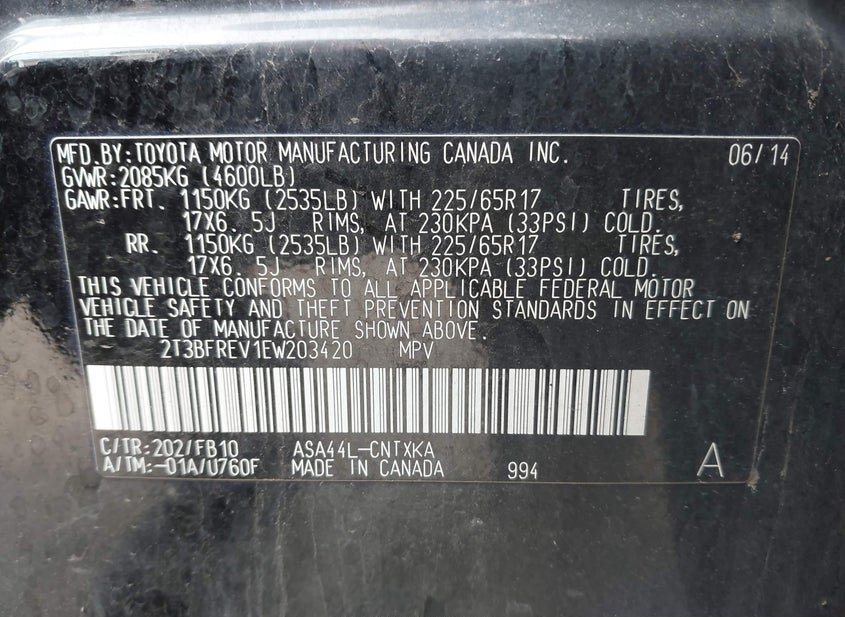 MFD.BY:TOYOTA MOTOR MANUFACTURING CANADA INC. 06/14
GVWR:2085KG (4600LB)
GAWR:FRT. 1150KG (2535LB) WITH 225/65R17 TIRES,
17X6.5J RIMS, AT 230KPA (33PSI) COLD.
RR. 1150KG (2535LB) WITH 225/65R17 TIRES,
17X6.5J RIMS, AT 230KPA (33PSI) COLD.
THIS VEHICLE CONFORMS TO ALL APPLICABLE FEDERAL MOTOR
VEHICLE SAFETY AND THEFT PREVENTION STANDARDS IN EFFECT ON
THE DATE OF MANUFACTURE SHOWN ABOVE.
2T3BFREV1EW203420 MPV
C/TR:202/FB10 ASA44L-CNTXKA
A/TM:-01A/U760F MADE IN CANADA 994 A